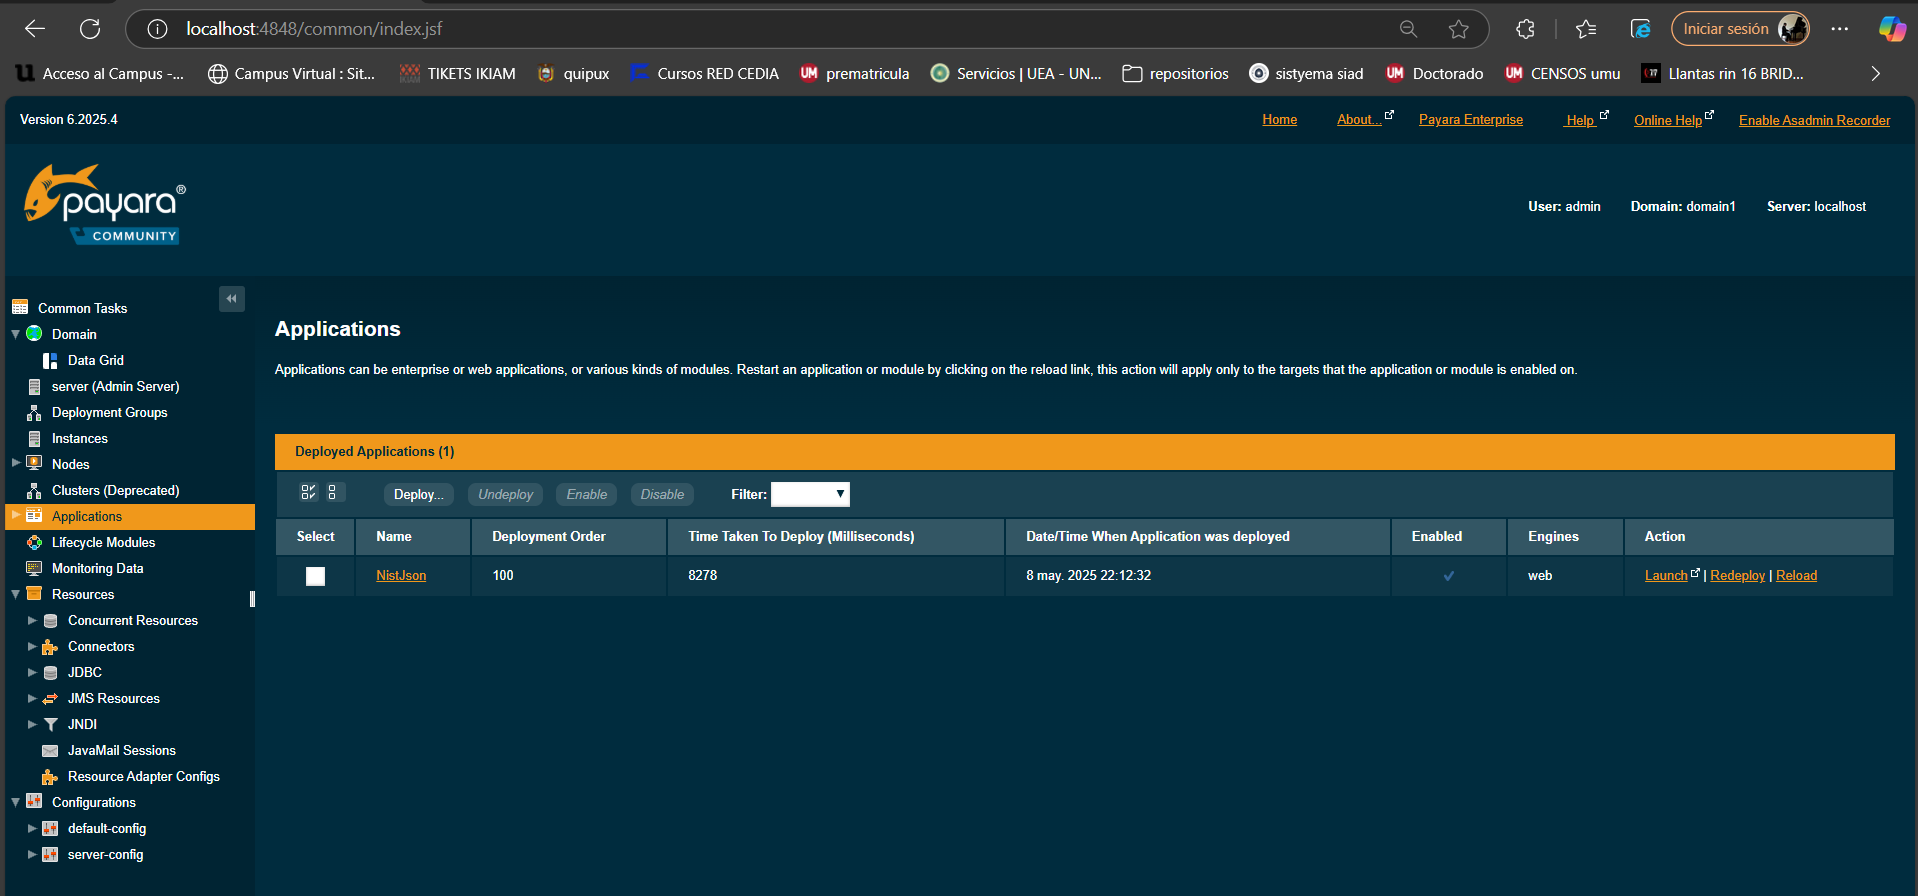 localhost:4848/common/index.jsf
Iniciar sesión
Acceso al Campus -...
Campus Virtual : Sit...
TIKETS IKIAM
quipux
Cursos RED CEDIA
UM prematricula
Servicios | UEA - UN...
repositorios
sistyema siad
UM Doctorado
UM CENSOS umu
Llantas rin 16 BRID...
Version 6.2025.4
Home
About...
Payara Enterprise
Help
Online Help
Enable Asadmin Recorder
payara®
COMMUNITY
User: admin
Domain: domain1
Server: localhost
Common Tasks
Domain
Data Grid
server (Admin Server)
Deployment Groups
Instances
Nodes
Clusters (Deprecated)
Applications
Lifecycle Modules
Monitoring Data
Resources
Concurrent Resources
Connectors
JDBC
JMS Resources
JNDI
JavaMail Sessions
Resource Adapter Configs
Configurations
default-config
server-config
Applications
Applications can be enterprise or web applications, or various kinds of modules. Restart an application or module by clicking on the reload link, this action will apply only to the targets that the application or module is enabled on.
Deployed Applications (1)
Deploy...
Undeploy
Enable
Disable
Filter:
Select
Name
Deployment Order
Time Taken To Deploy (Milliseconds)
Date/Time When Application was deployed
Enabled
Engines
Action
NistJson
100
8278
8 may. 2025 22:12:32
web
Launch | Redeploy | Reload